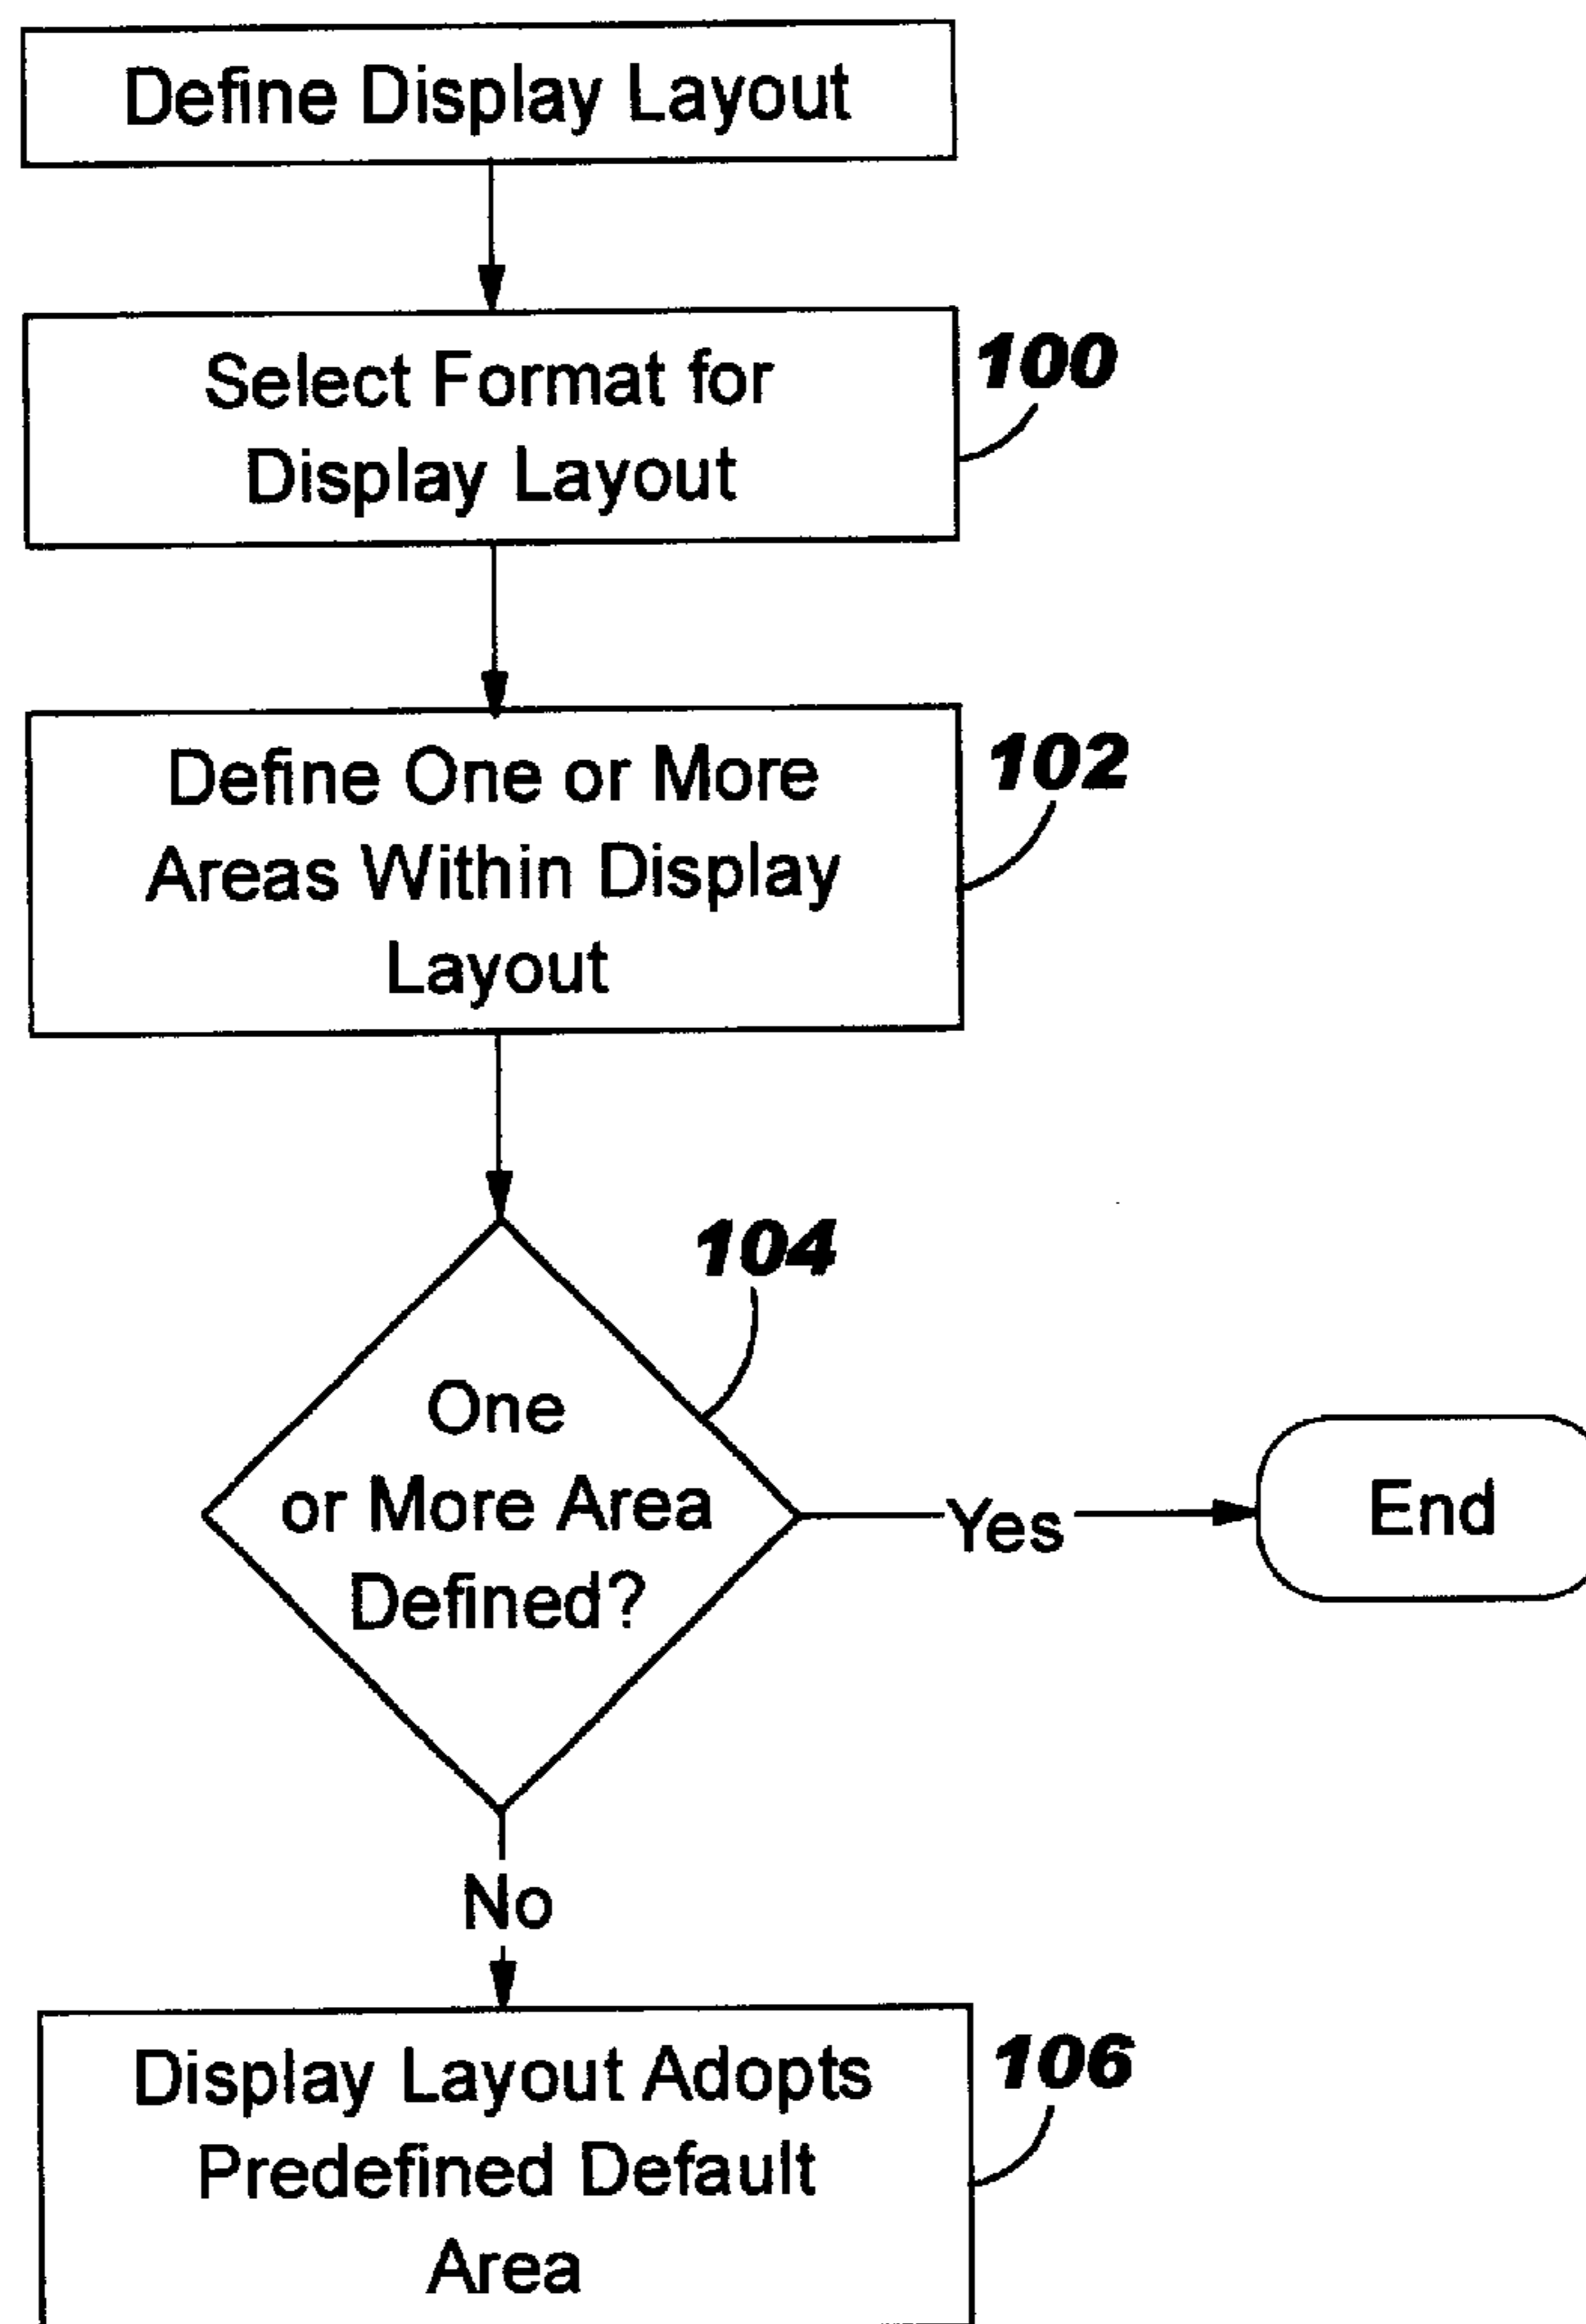 Define Display Layout
Select Format for
Display Layout
100
Define One or More
Areas Within Display
Layout
102
104
One
or More Area
Defined?
Yes
End
No
Display Layout Adopts
Predefined Default
Area
106